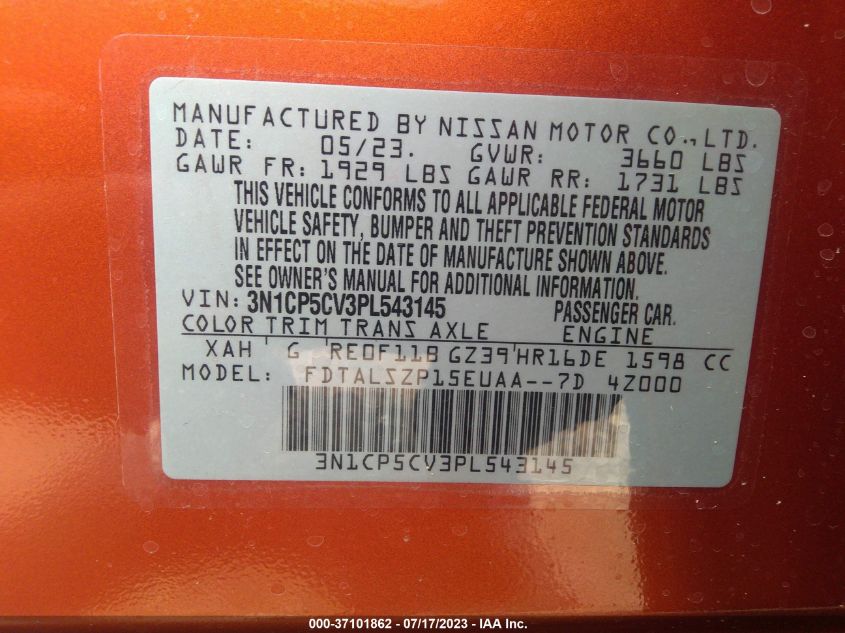 MANUFACTURED BY NISSAN MOTOR CO., LTD.
DATE: 05/23. GVWR: 3660 LBS
GAWR FR: 1929 LBS GAWR RR: 1731 LBS
THIS VEHICLE CONFORMS TO ALL APPLICABLE FEDERAL MOTOR
VEHICLE SAFETY, BUMPER AND THEFT PREVENTION STANDARDS
IN EFFECT ON THE DATE OF MANUFACTURE SHOWN ABOVE.
SEE OWNER'S MANUAL FOR ADDITIONAL INFORMATION.
VIN: 3N1CP5CV3PL543145 PASSENGER CAR.
COLOR TRIM TRANS AXLE ENGINE
XAH ' G RE0F11B GZ39 ' HR16DE 1598 CC
MODEL: FDTALSZP15EUAA--7D 4Z000
3N1CP5CV3PL543145
000-37101862 - 07/17/2023 - IAA Inc.